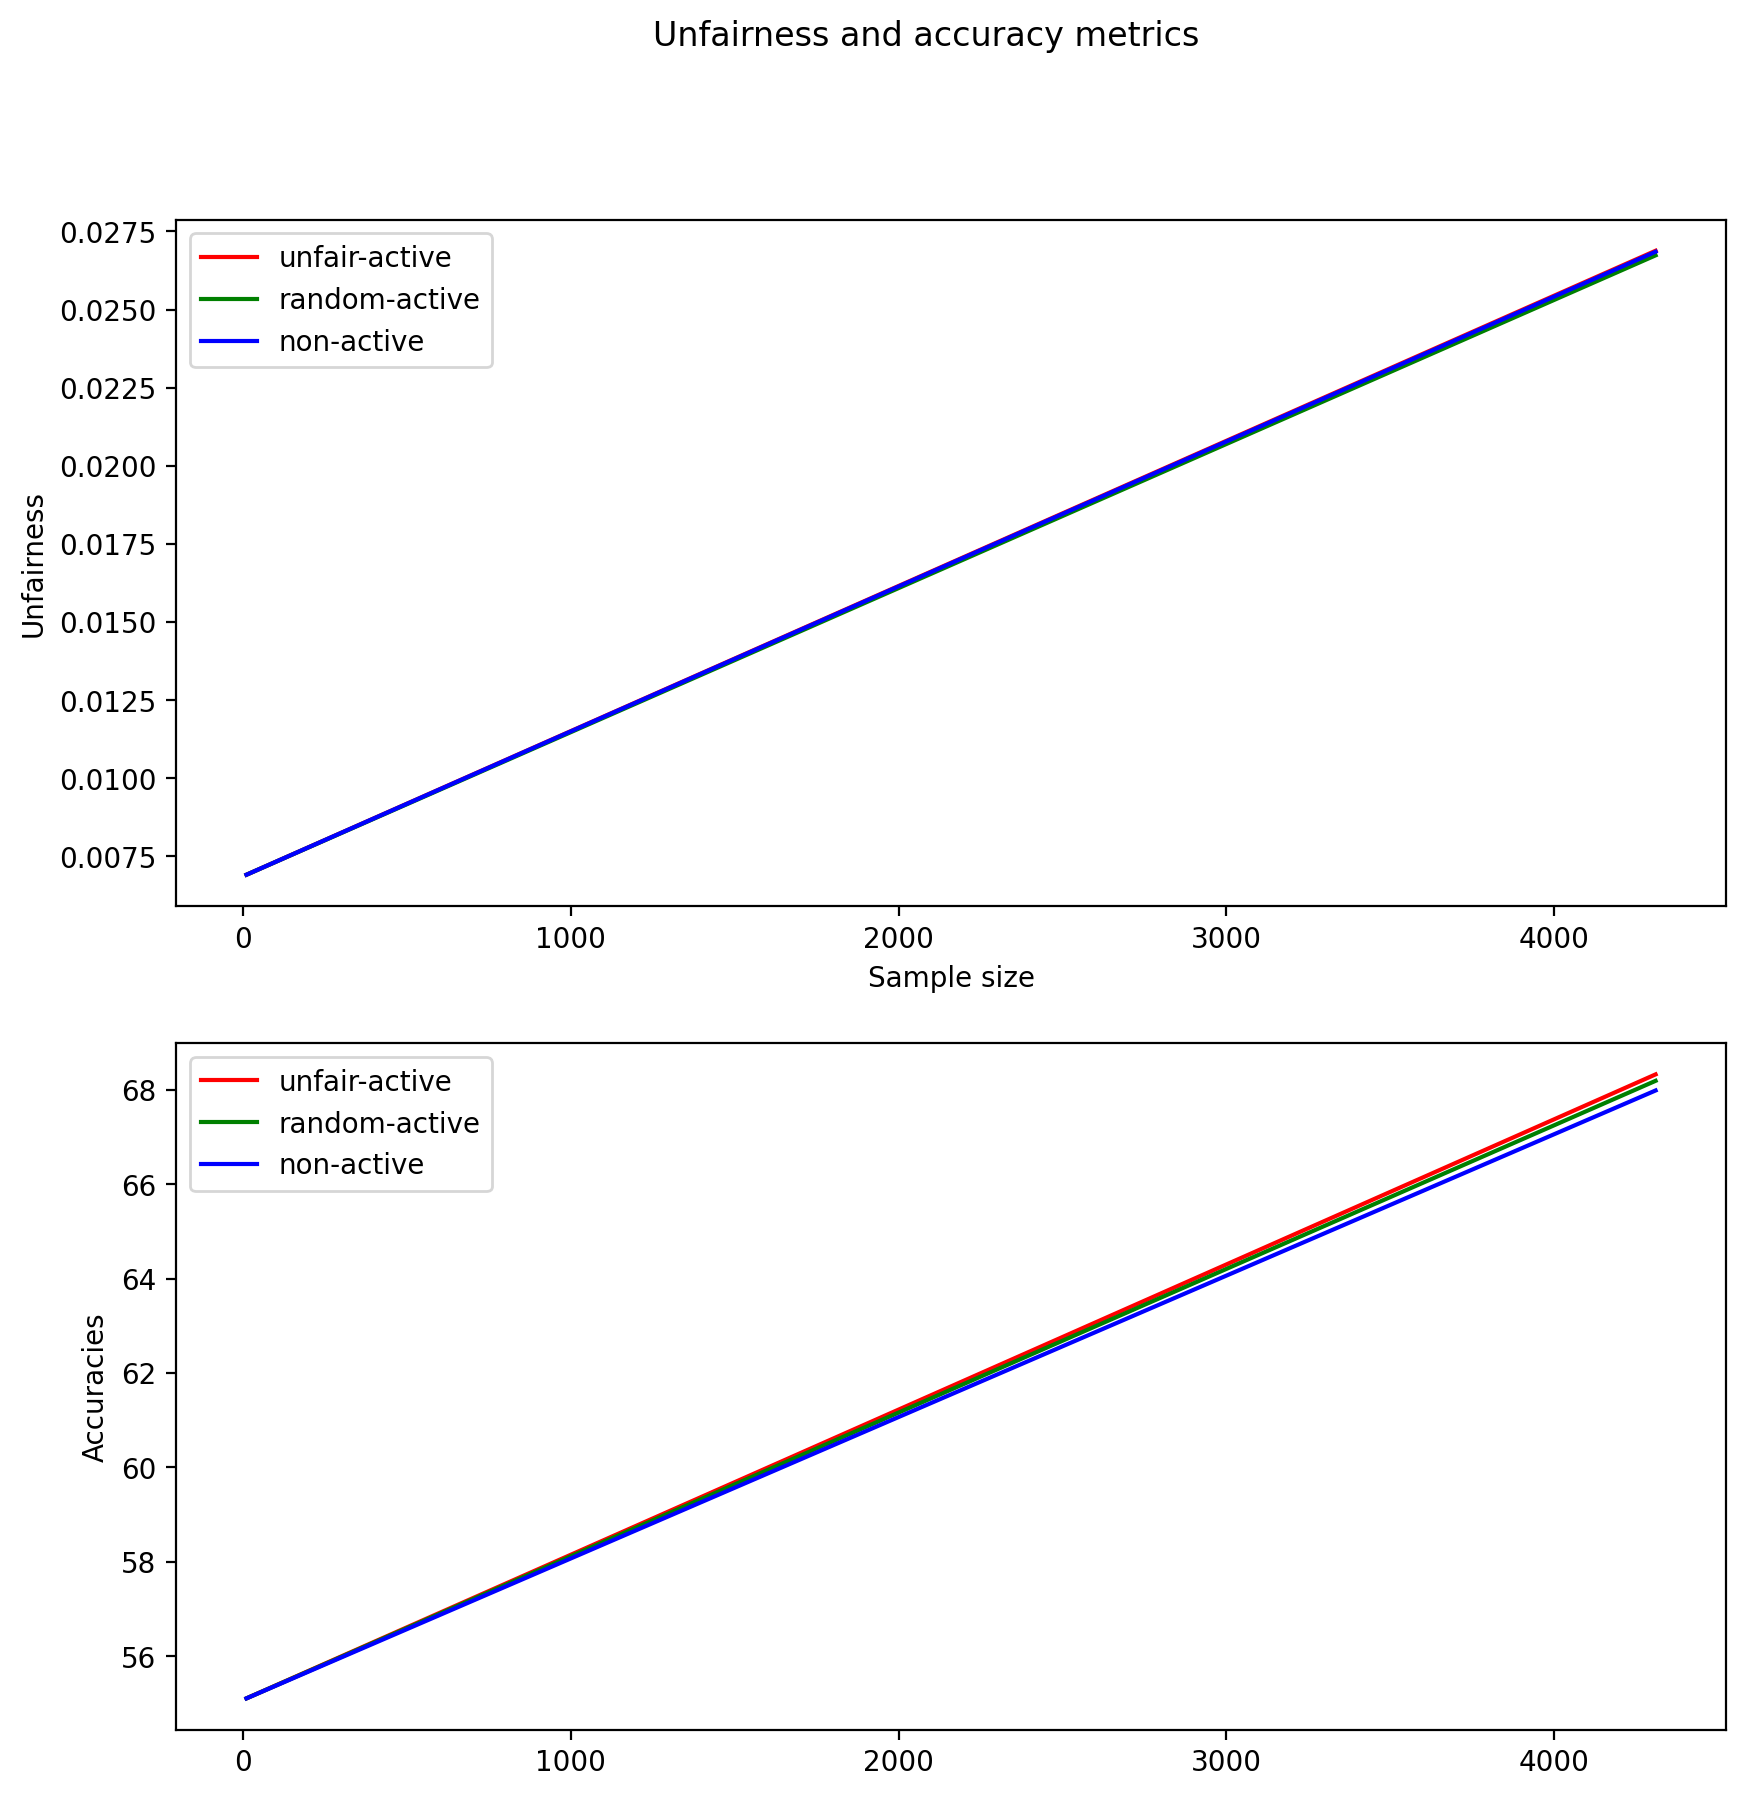 Unfairness and accuracy metrics
0.0275
0.0250
0.0225
0.0200
0.0175
0.0150
0.0125
0.0100
0.0075
Unfairness
unfair-active
random-active
non-active
0 1000 2000 3000 4000
Sample size
68
66
64
62
60
58
56
Accuracies
unfair-active
random-active
non-active
0 1000 2000 3000 4000